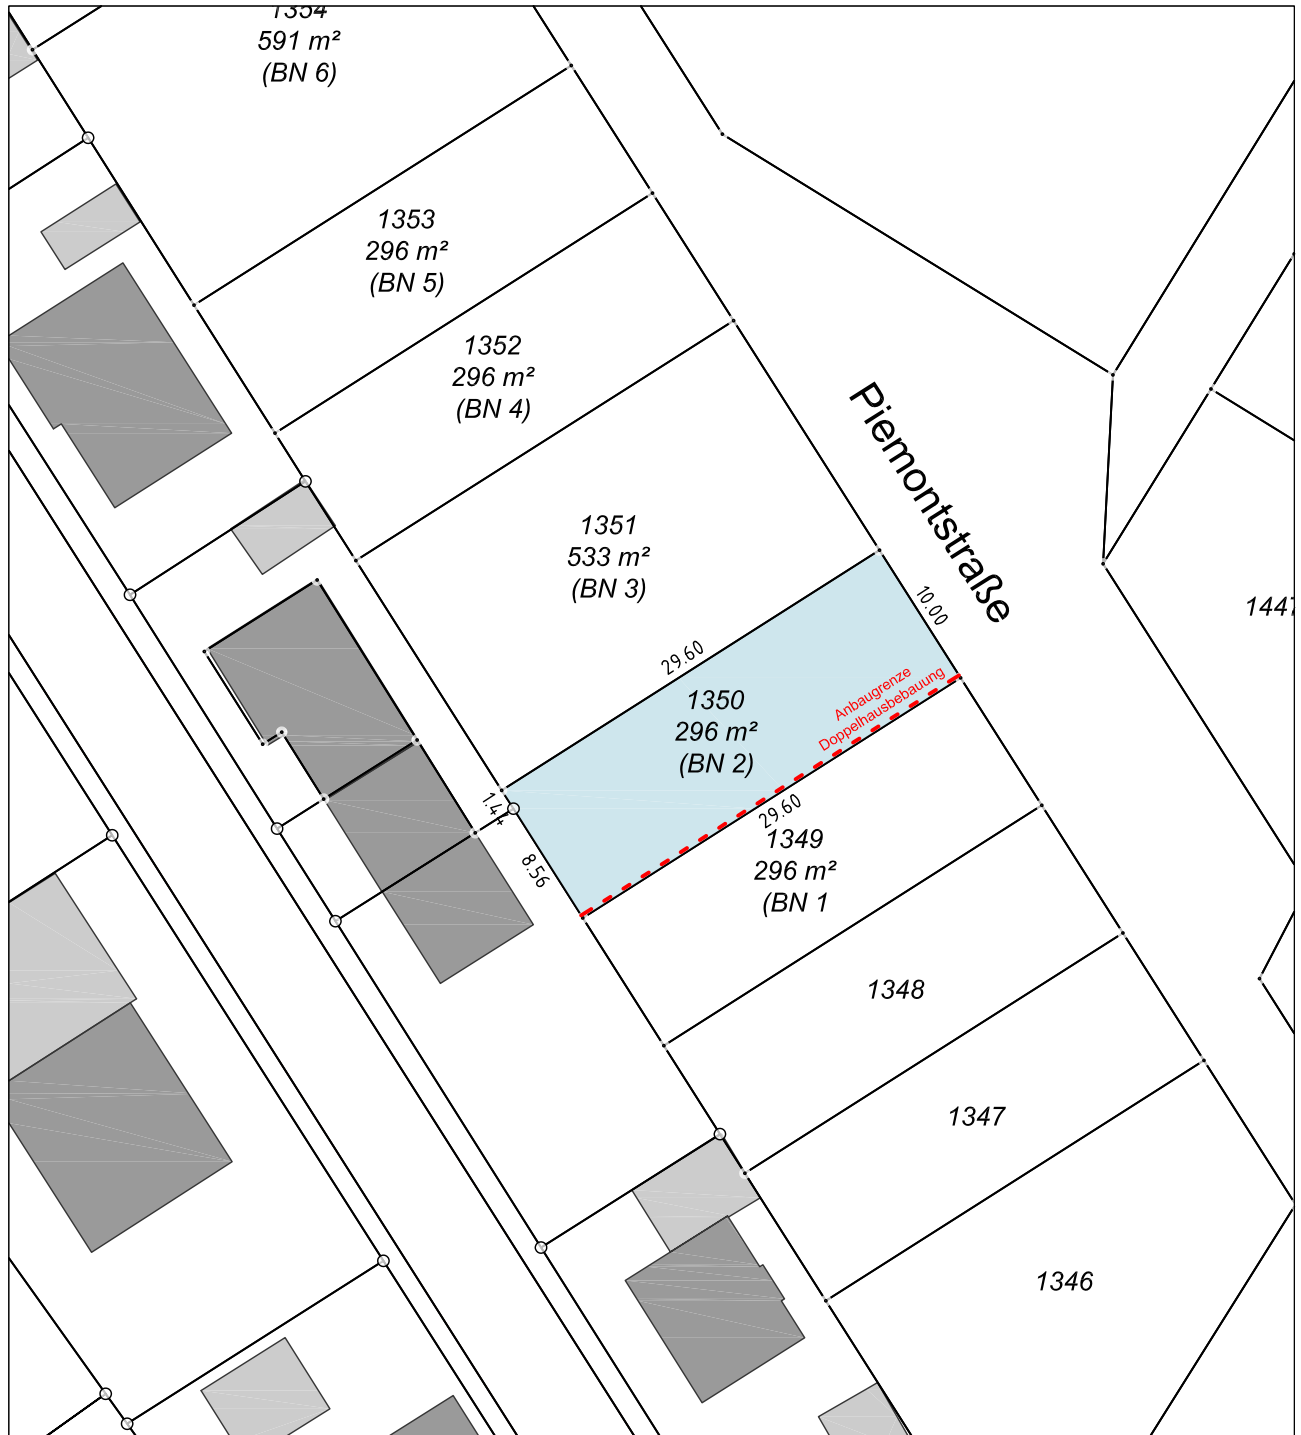 1354
591 m²
(BN 6)
1353
296 m²
(BN 5)
1352
296 m²
(BN 4)
Piemontstraße
1351
533 m²
(BN 3)
10.00
1447
29.60
Anbaugrenze
Doppelhausbebauung
1350
296 m²
(BN 2)
1.44
29.60
8.56
1349
296 m²
(BN 1
1348
1347
1346